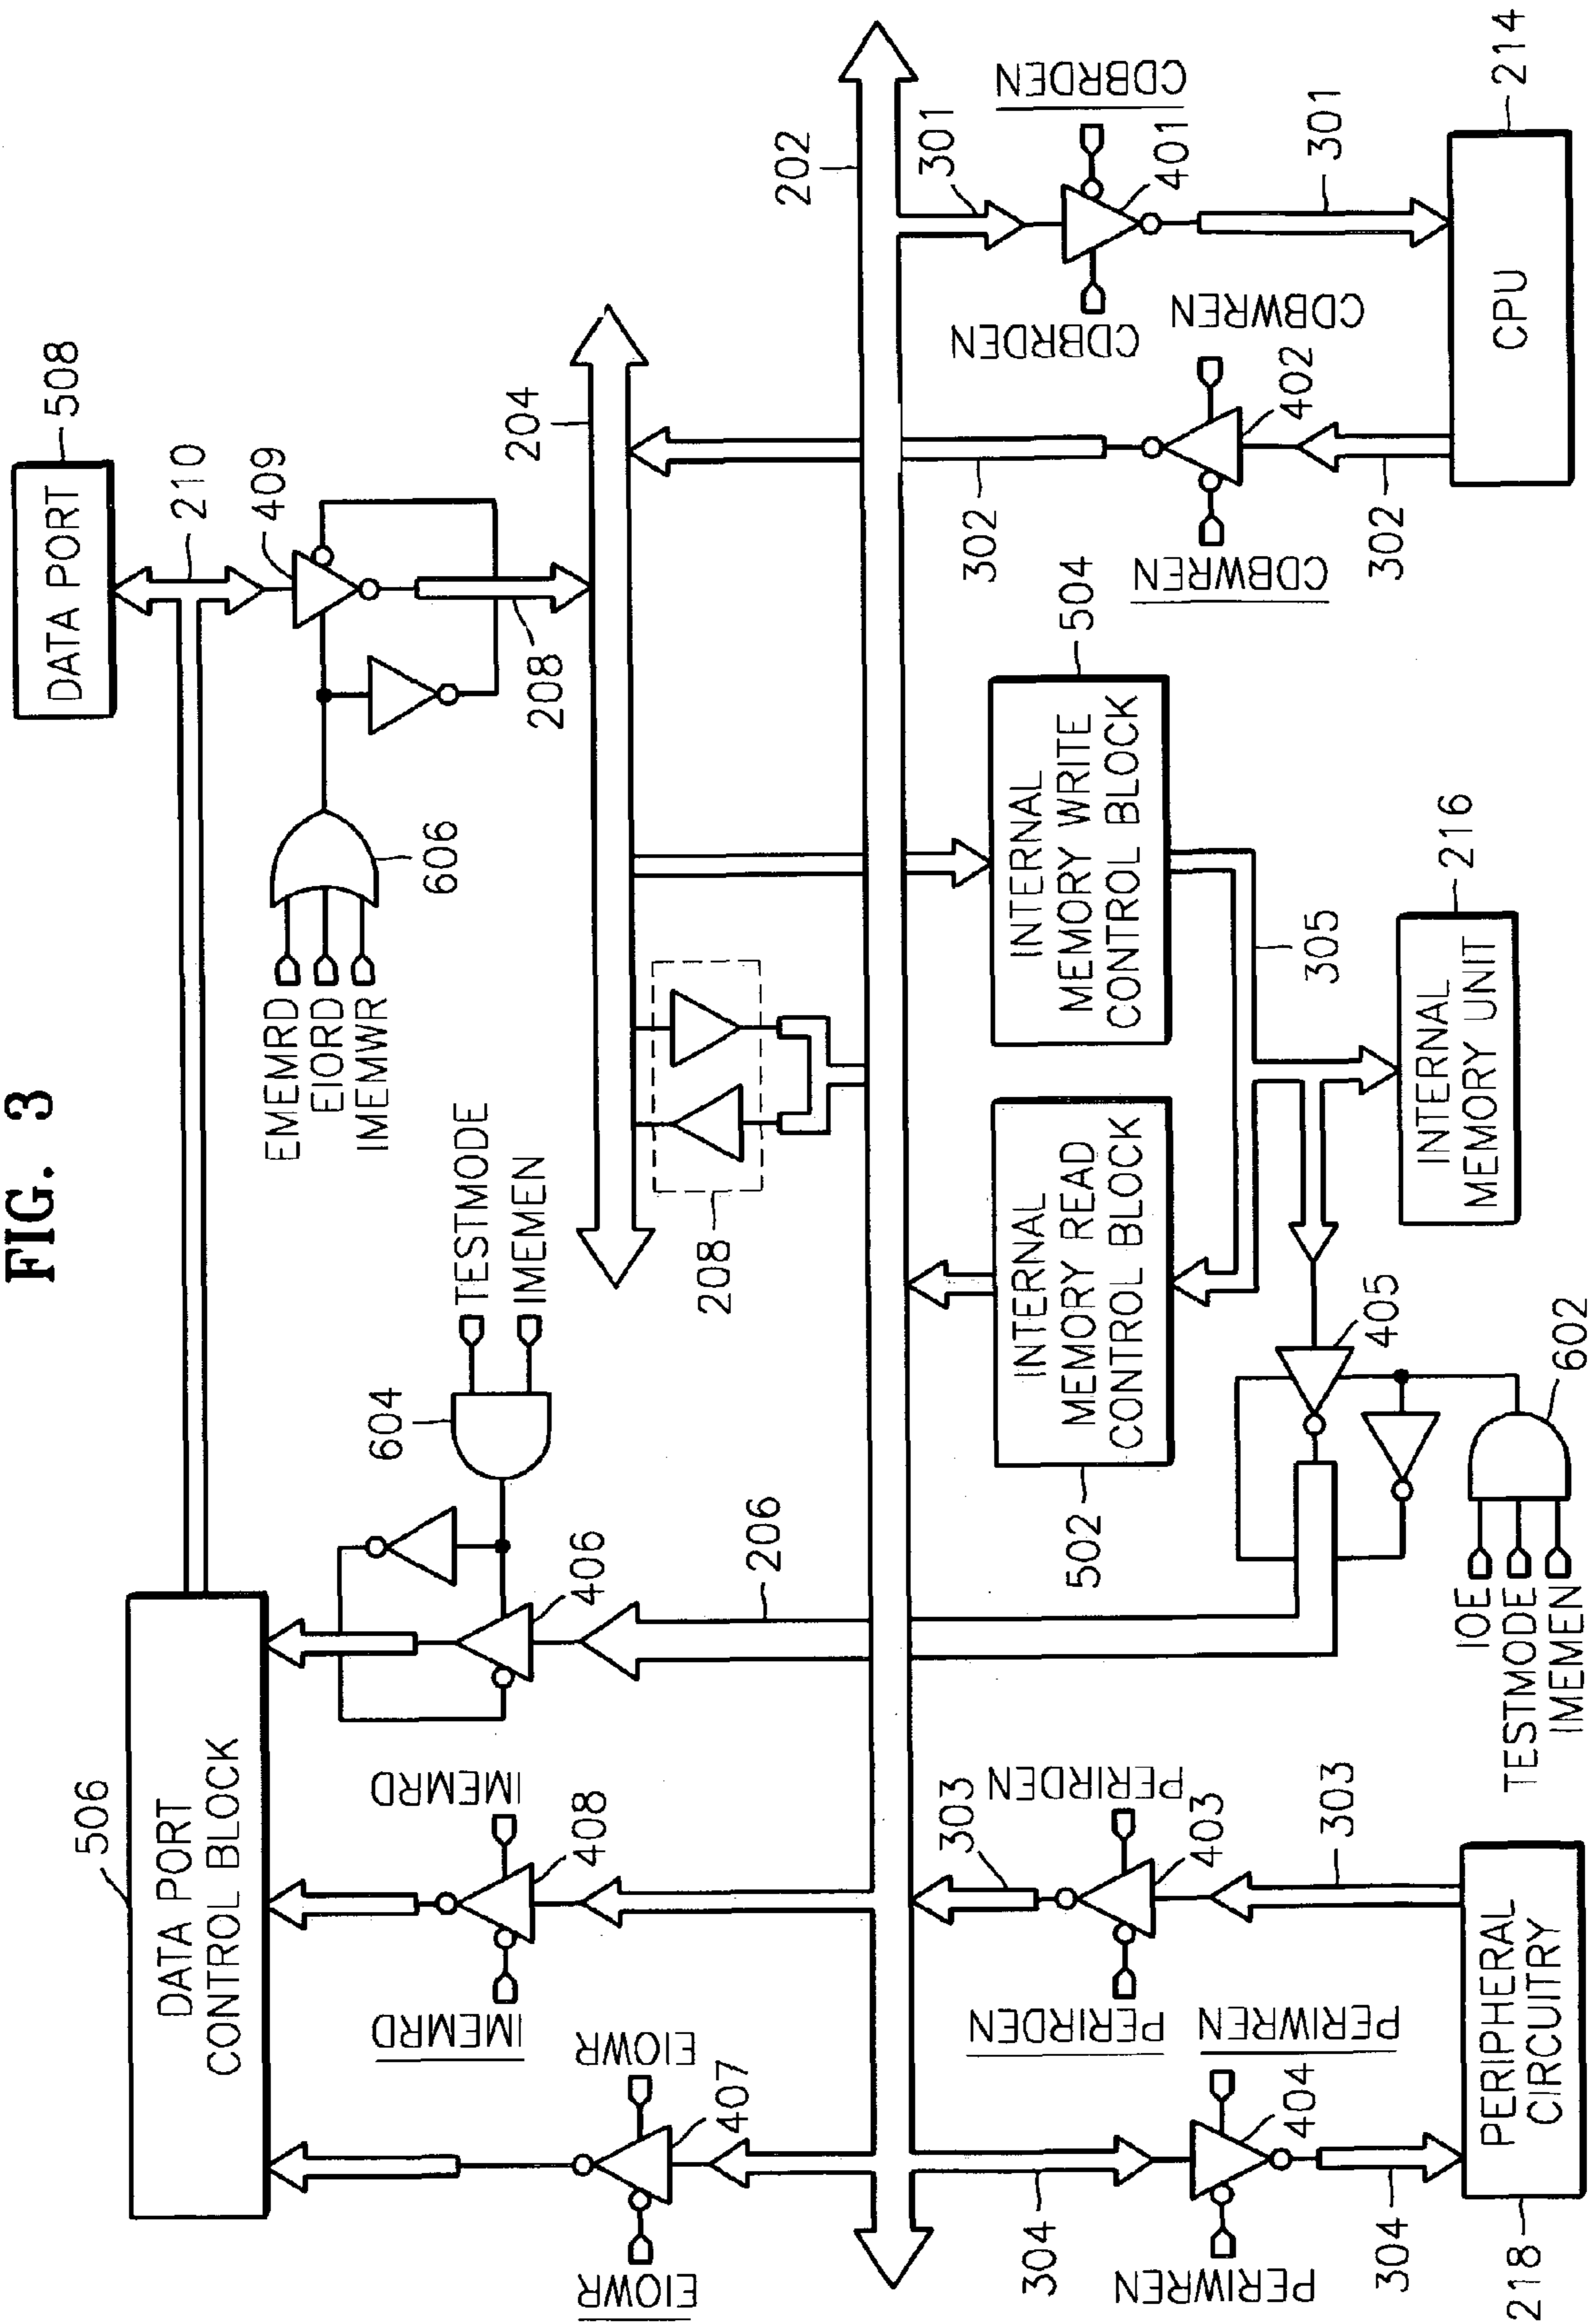 FIG. 3
506
DATA PORT
CONTROL BLOCK
DATA PORT
508
210
409
EMEMRD
EIORD
IMEMWR
606
208
204
TESTMODE
IMEMEN
604
406
206
208
IMEMRD
408
IMEMRD
EIOWR
407
EIOWR
202
301
CDBRDEN
CDBRDEN
401
301
CDBWREN
402
CDBWREN
302
302
CPU
214
INTERNAL
MEMORY WRITE
CONTROL BLOCK
504
INTERNAL
MEMORY READ
CONTROL BLOCK
502
305
INTERNAL
MEMORY UNIT
216
405
602
IOE
TESTMODE
IMEMEN
303
PERIRDEN
403
PERIRDEN
303
PERIWREN
404
PERIWREN
304
304
PERIPHERAL
CIRCUITRY
218